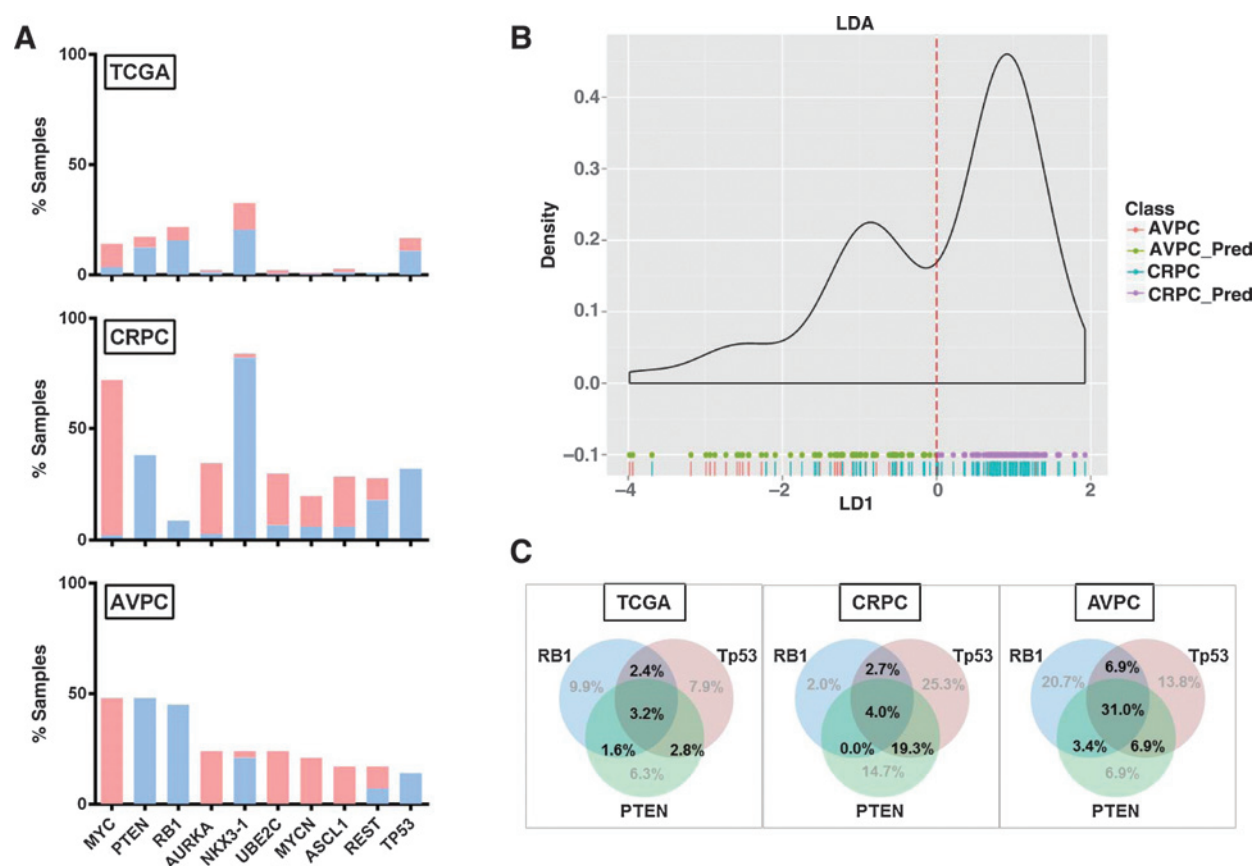 A
TCGA
% Samples
100
50
0
CRPC
% Samples
100
50
0
AVPC
% Samples
100
50
0
MYC
PTEN
RB1
AURKA
NKX3-1
UBE2C
MYCN
ASCL1
REST
TP53
B
LDA
Density
0.4
0.3
0.2
0.1
0.0
−0.1
−4
−2
0
2
LD1
Class
AVPC
AVPC_Pred
CRPC
CRPC_Pred
C
TCGA
RB1
Tp53
2.4%
9.9%
7.9%
3.2%
1.6%
2.8%
6.3%
PTEN
CRPC
RB1
Tp53
2.7%
2.0%
25.3%
4.0%
0.0%
19.3%
14.7%
PTEN
AVPC
RB1
Tp53
6.9%
20.7%
13.8%
31.0%
3.4%
6.9%
6.9%
PTEN